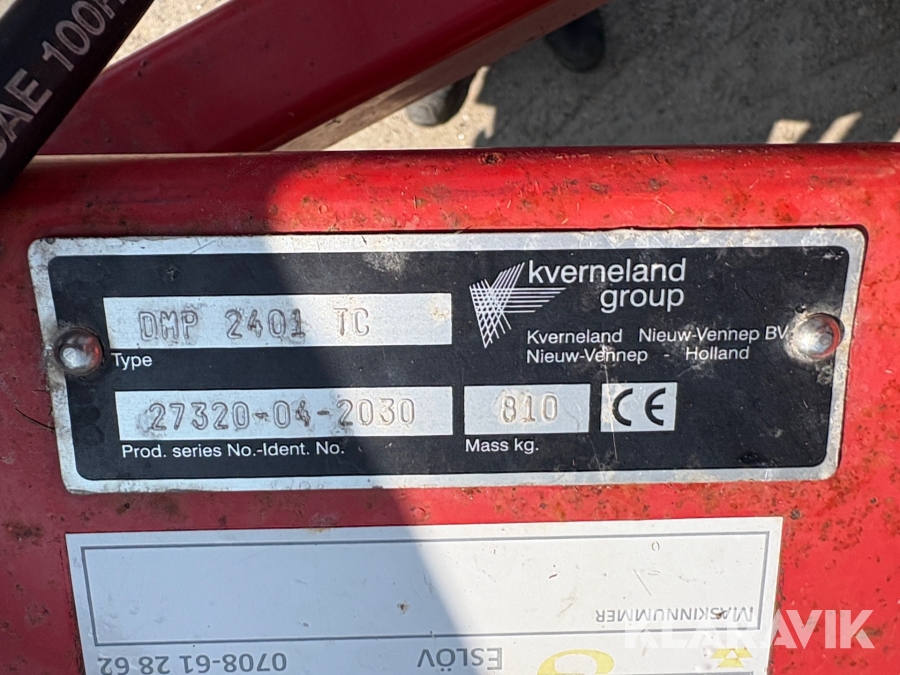 SAE 100R
kverneland
group
DMP 2401 TC
Kverneland Nieuw-Vennep BV
Nieuw-Vennep - Holland
Type
27320-04-2030
810
CE
Prod. series No.-Ident. No.
Mass kg.
MASKINNUMMER
ESLÖV
0708-61 28 62
KLARAVIK